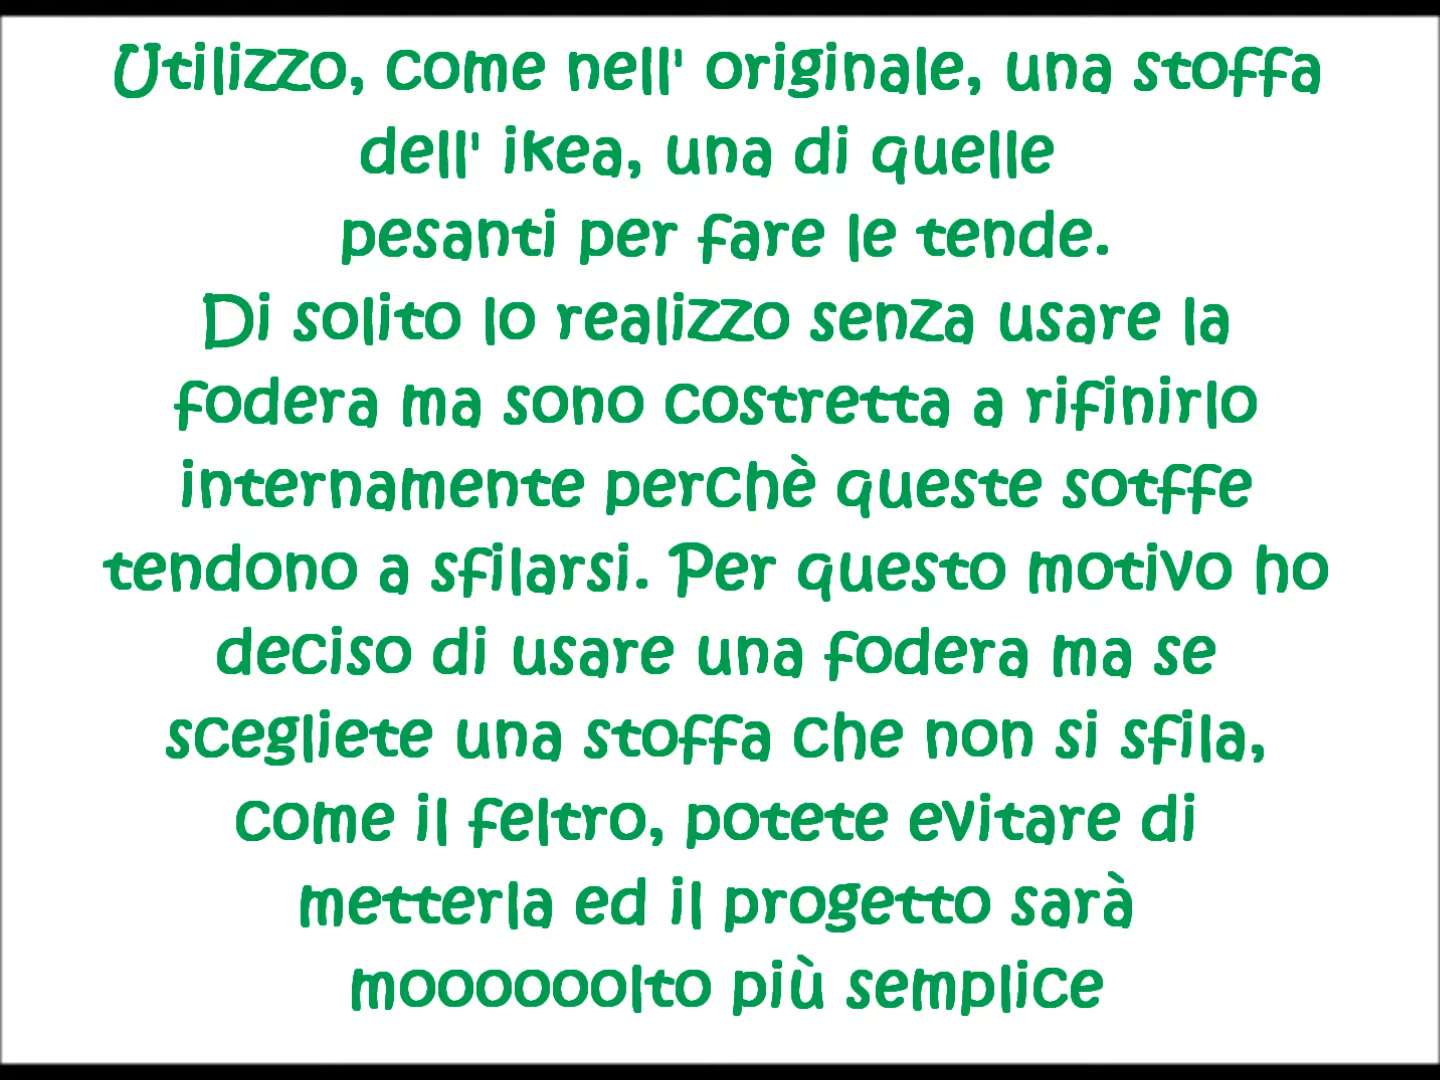 Utilizzo, come nell' originale, una stoffa
dell' ikea, una di quelle
pesanti per fare le tende.
Di solito lo realizzo senza usare la
fodera ma sono costretta a rifinirlo
internamente perchè queste sotffe
tendono a sfilarsi. Per questo motivo ho
deciso di usare una fodera ma se
scegliete una stoffa che non si sfila,
come il feltro, potete evitare di
metterla ed il progetto sarà
moooooolto più semplice